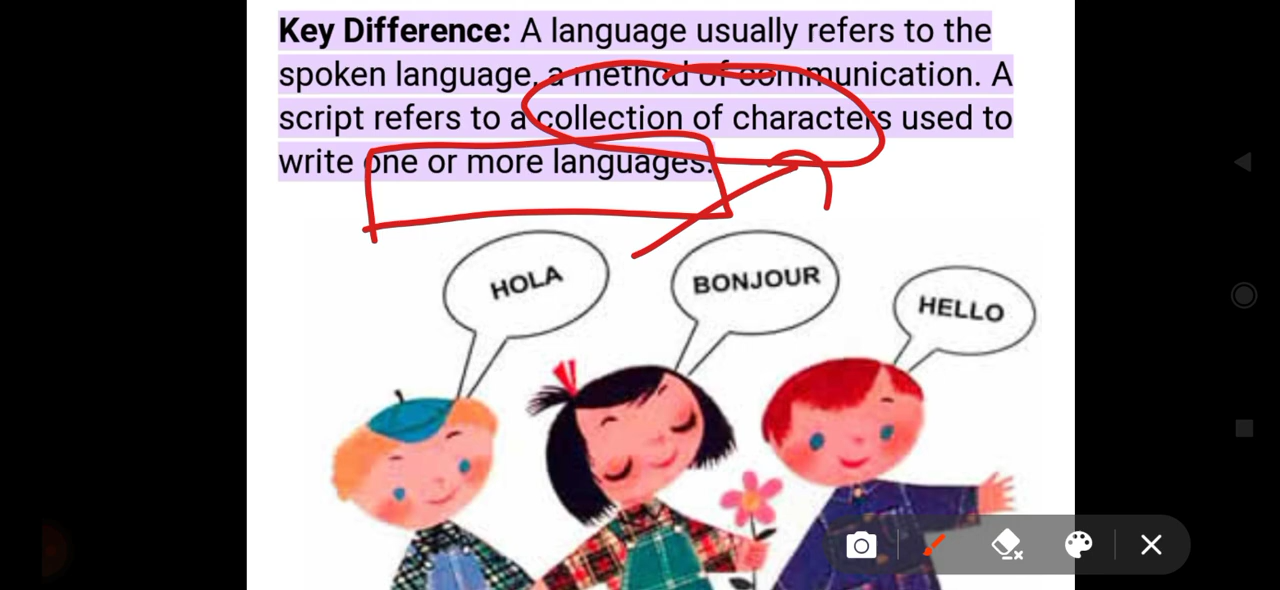 Key Difference: A language usually refers to the
spoken language, a method of communication. A
script refers to a collection of characters used to
write one or more languages.
HOLA
BONJOUR
HELLO